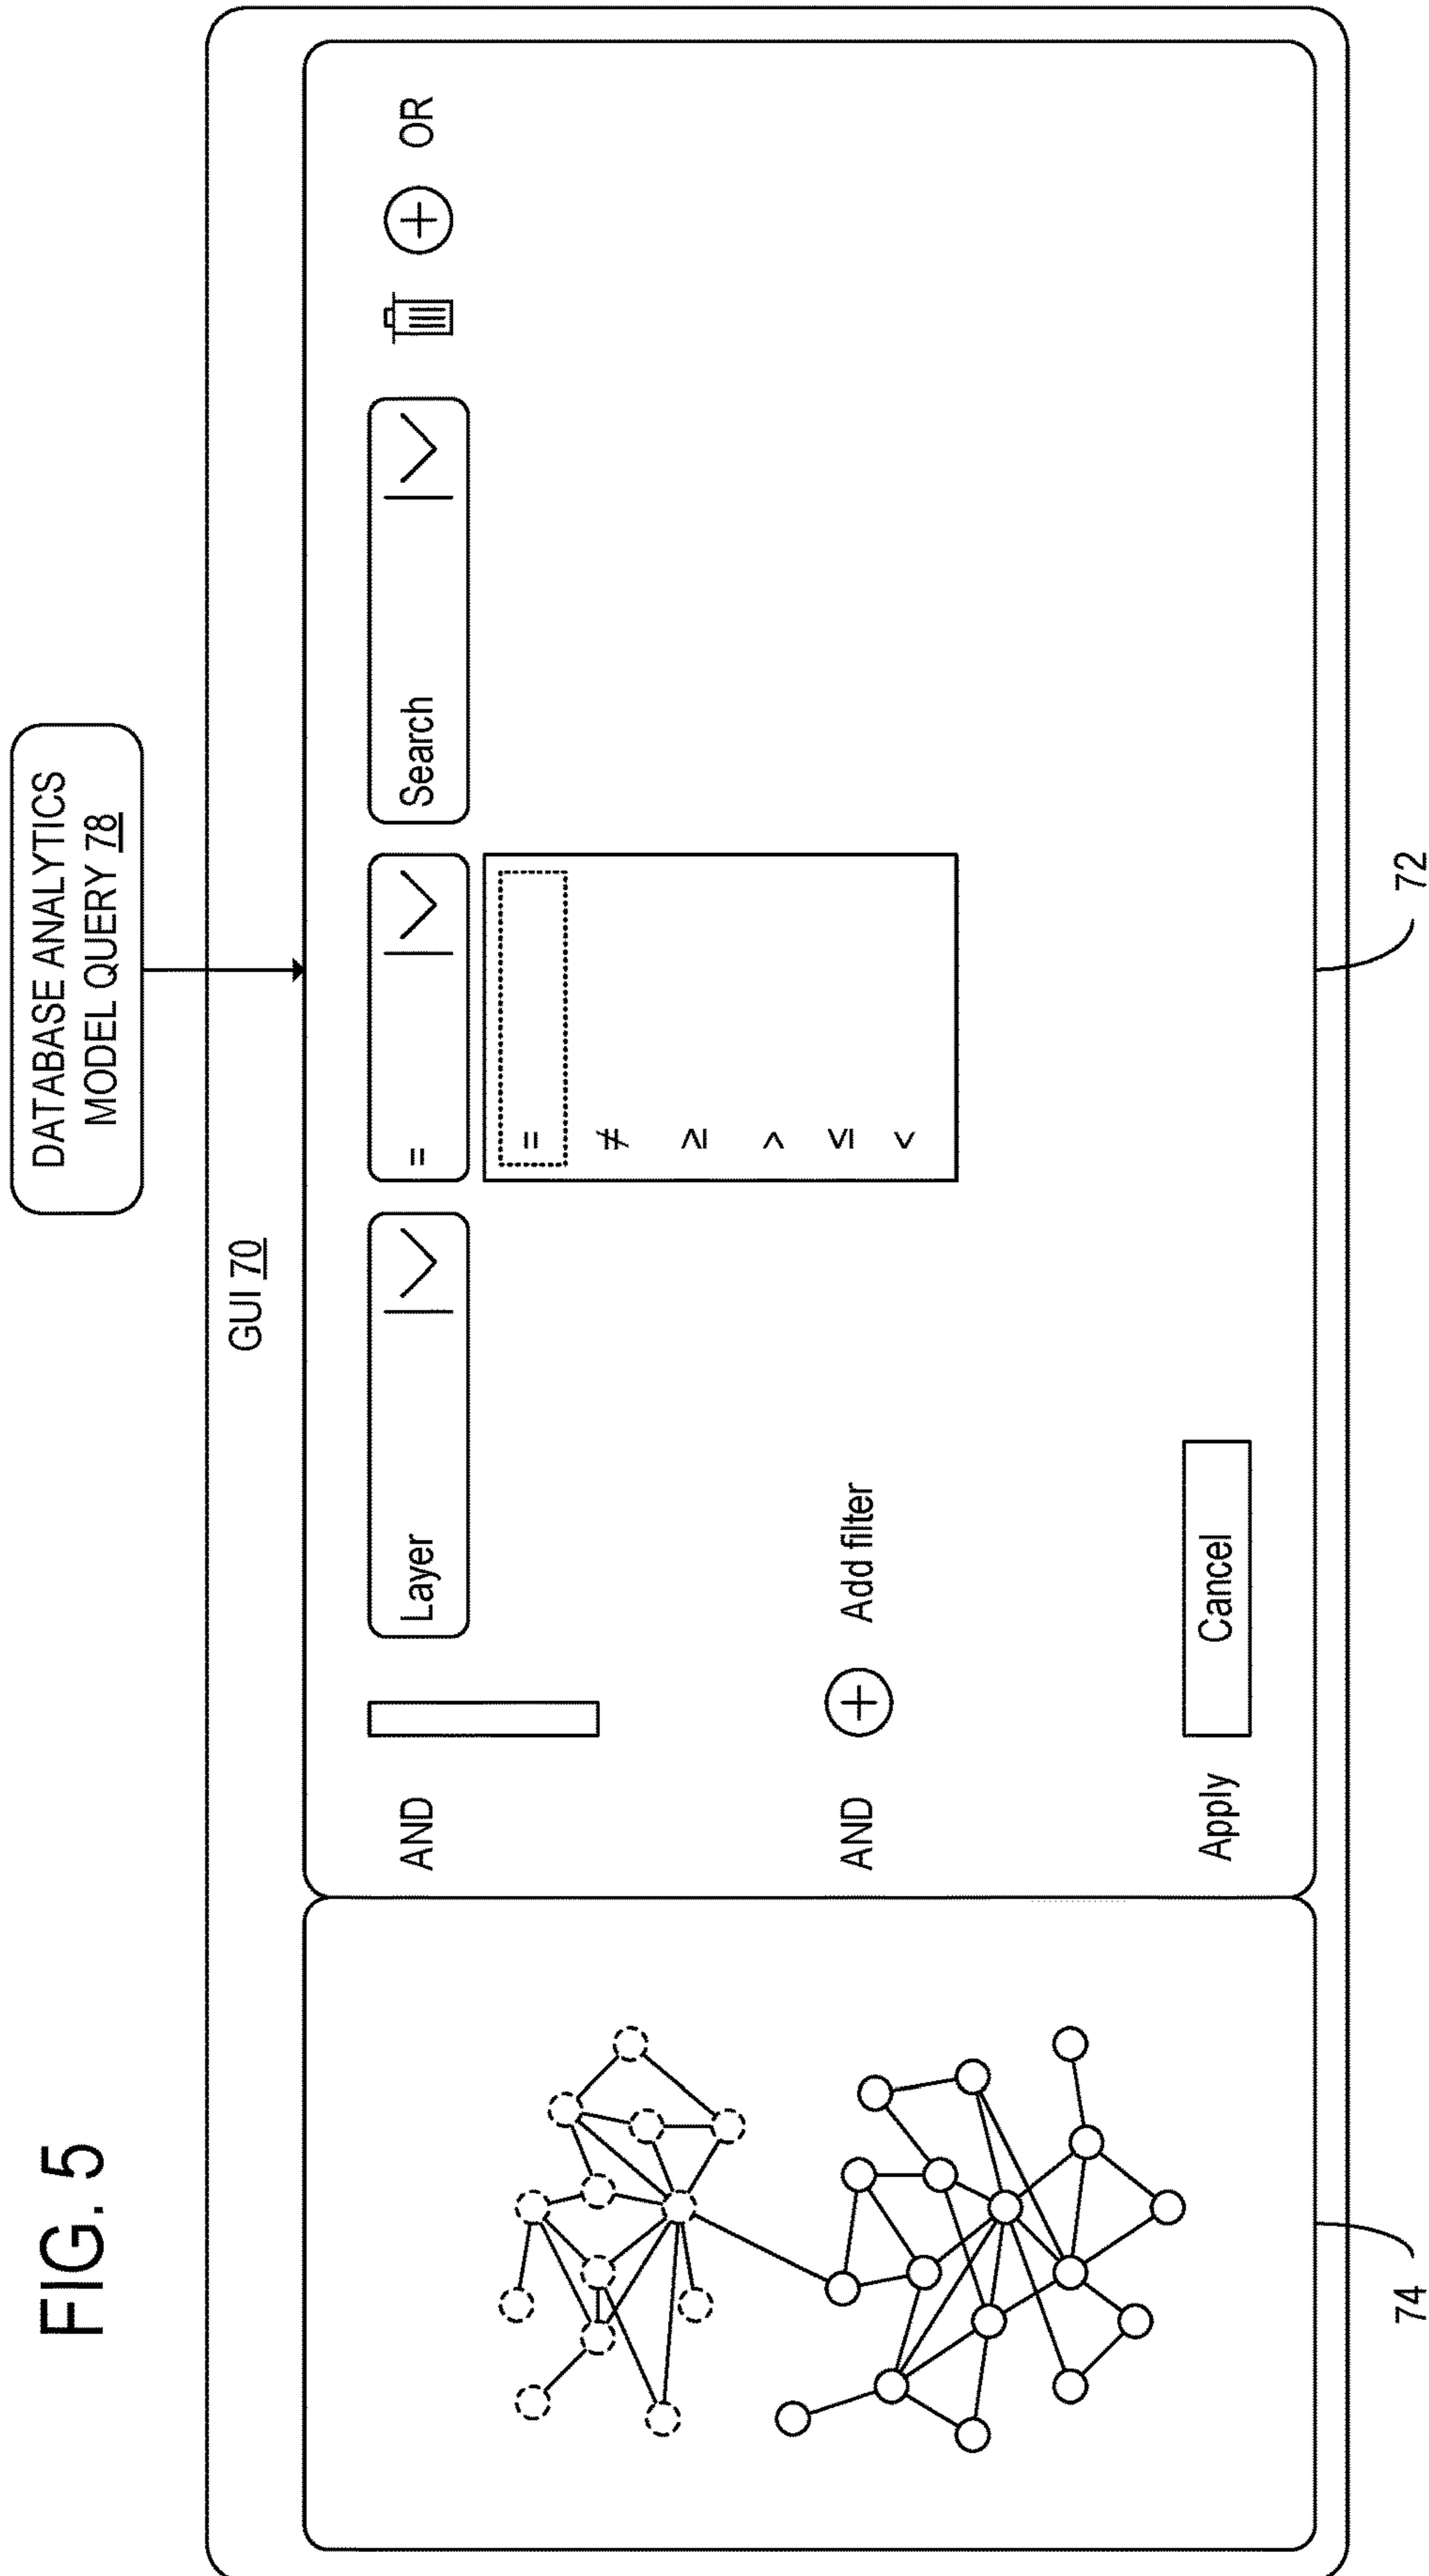 FIG. 5
DATABASE ANALYTICS
MODEL QUERY 78
GUI 70
AND Layer = Search OR
=
≠
≥
>
≤
<
AND Add filter
Apply Cancel
74 72